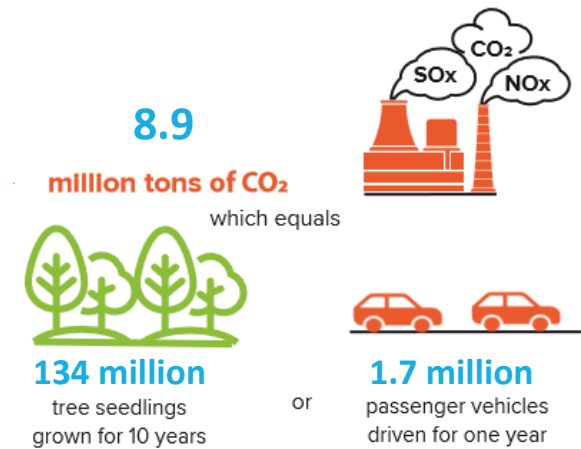 CO₂
SOx
NOx
8.9
million tons of CO₂
which equals
134 million
tree seedlings
grown for 10 years
or
1.7 million
passenger vehicles
driven for one year